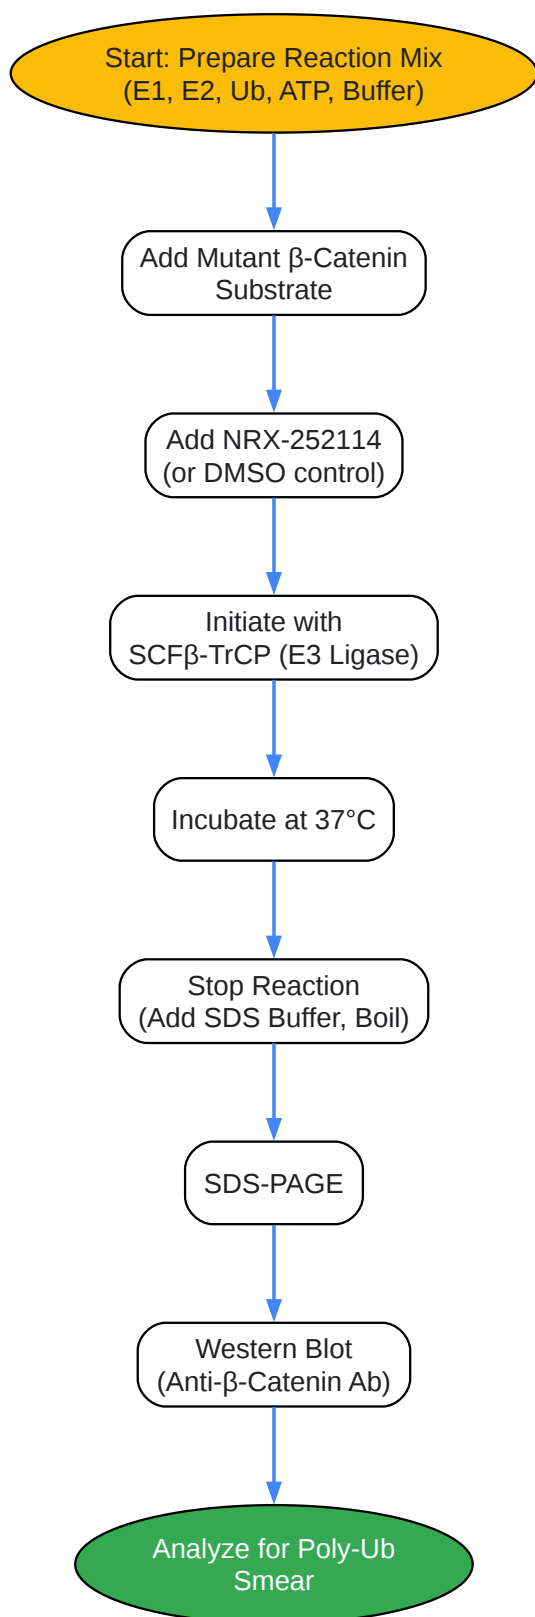 Start: Prepare Reaction Mix
(E1, E2, Ub, ATP, Buffer)
Add Mutant β-Catenin
Substrate
Add NRX-252114
(or DMSO control)
Initiate with
SCFβ-TrCP (E3 Ligase)
Incubate at 37°C
Stop Reaction
(Add SDS Buffer, Boil)
SDS-PAGE
Western Blot
(Anti-β-Catenin Ab)
Analyze for Poly-Ub
Smear